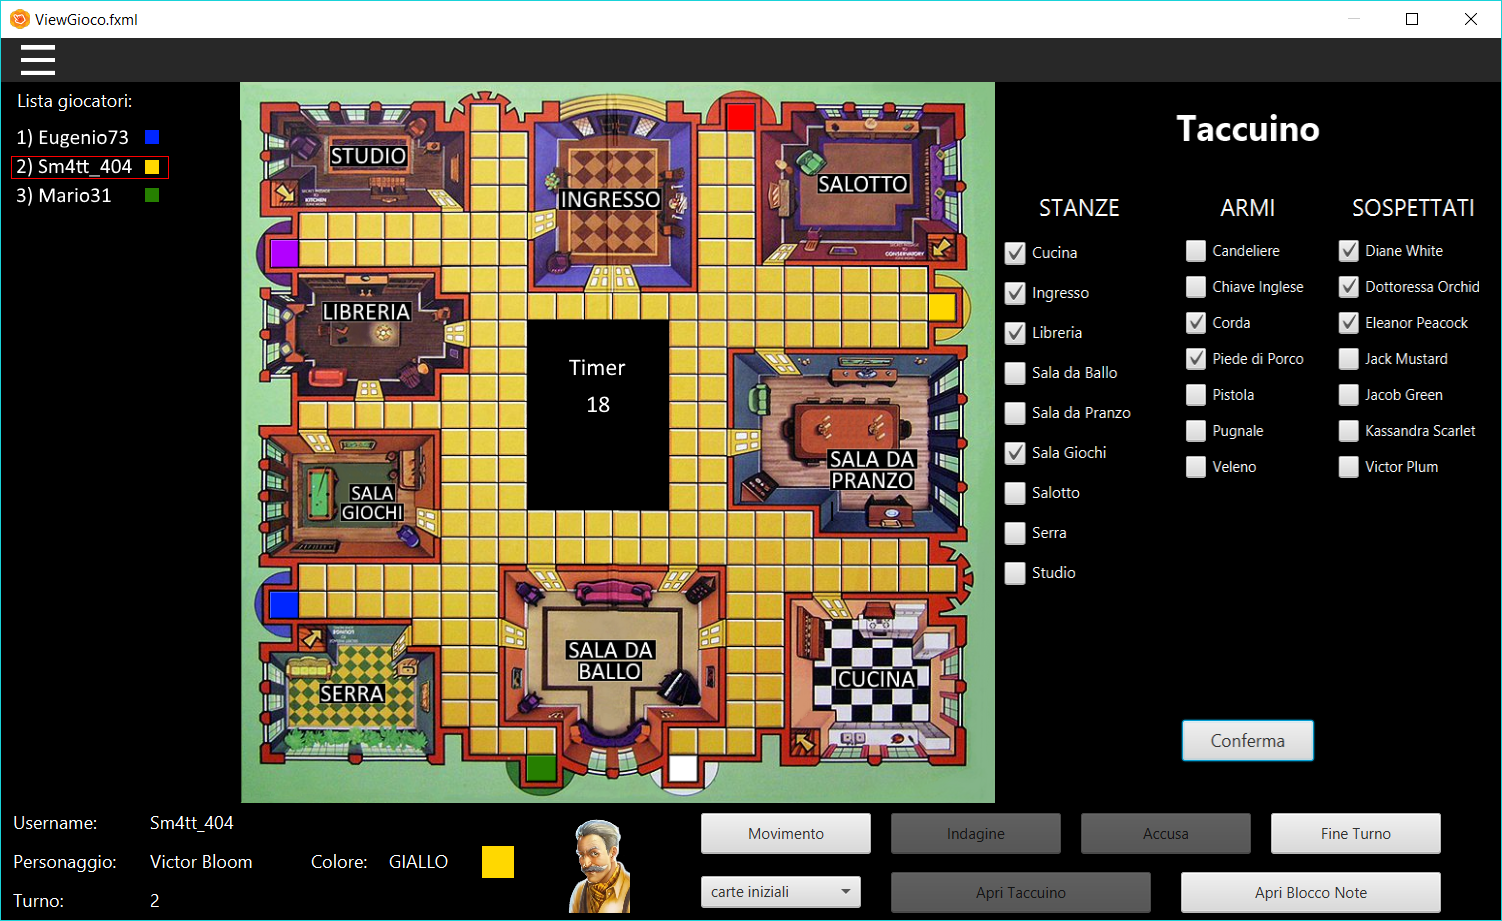 ViewGioco.fxml
Lista giocatori:
1) Eugenio73
2) Sm4tt_404
3) Mario31
STUDIO
INGRESSO
SALOTTO
LIBRERIA
Timer
18
SALA DA
PRANZO
SALA
GIOCHI
SALA DA
BALLO
CUCINA
SERRA
Taccuino
STANZE
Cucina
Ingresso
Libreria
Sala da Ballo
Sala da Pranzo
Sala Giochi
Salotto
Serra
Studio
ARMI
Candeliere
Chiave Inglese
Corda
Piede di Porco
Pistola
Pugnale
Veleno
SOSPETTATI
Diane White
Dottoressa Orchid
Eleanor Peacock
Jack Mustard
Jacob Green
Kassandra Scarlet
Victor Plum
Conferma
Username: Sm4tt_404
Personaggio: Victor Bloom Colore: GIALLO
Turno: 2
Movimento Indagine Accusa Fine Turno
carte iniziali Apri Taccuino Apri Blocco Note